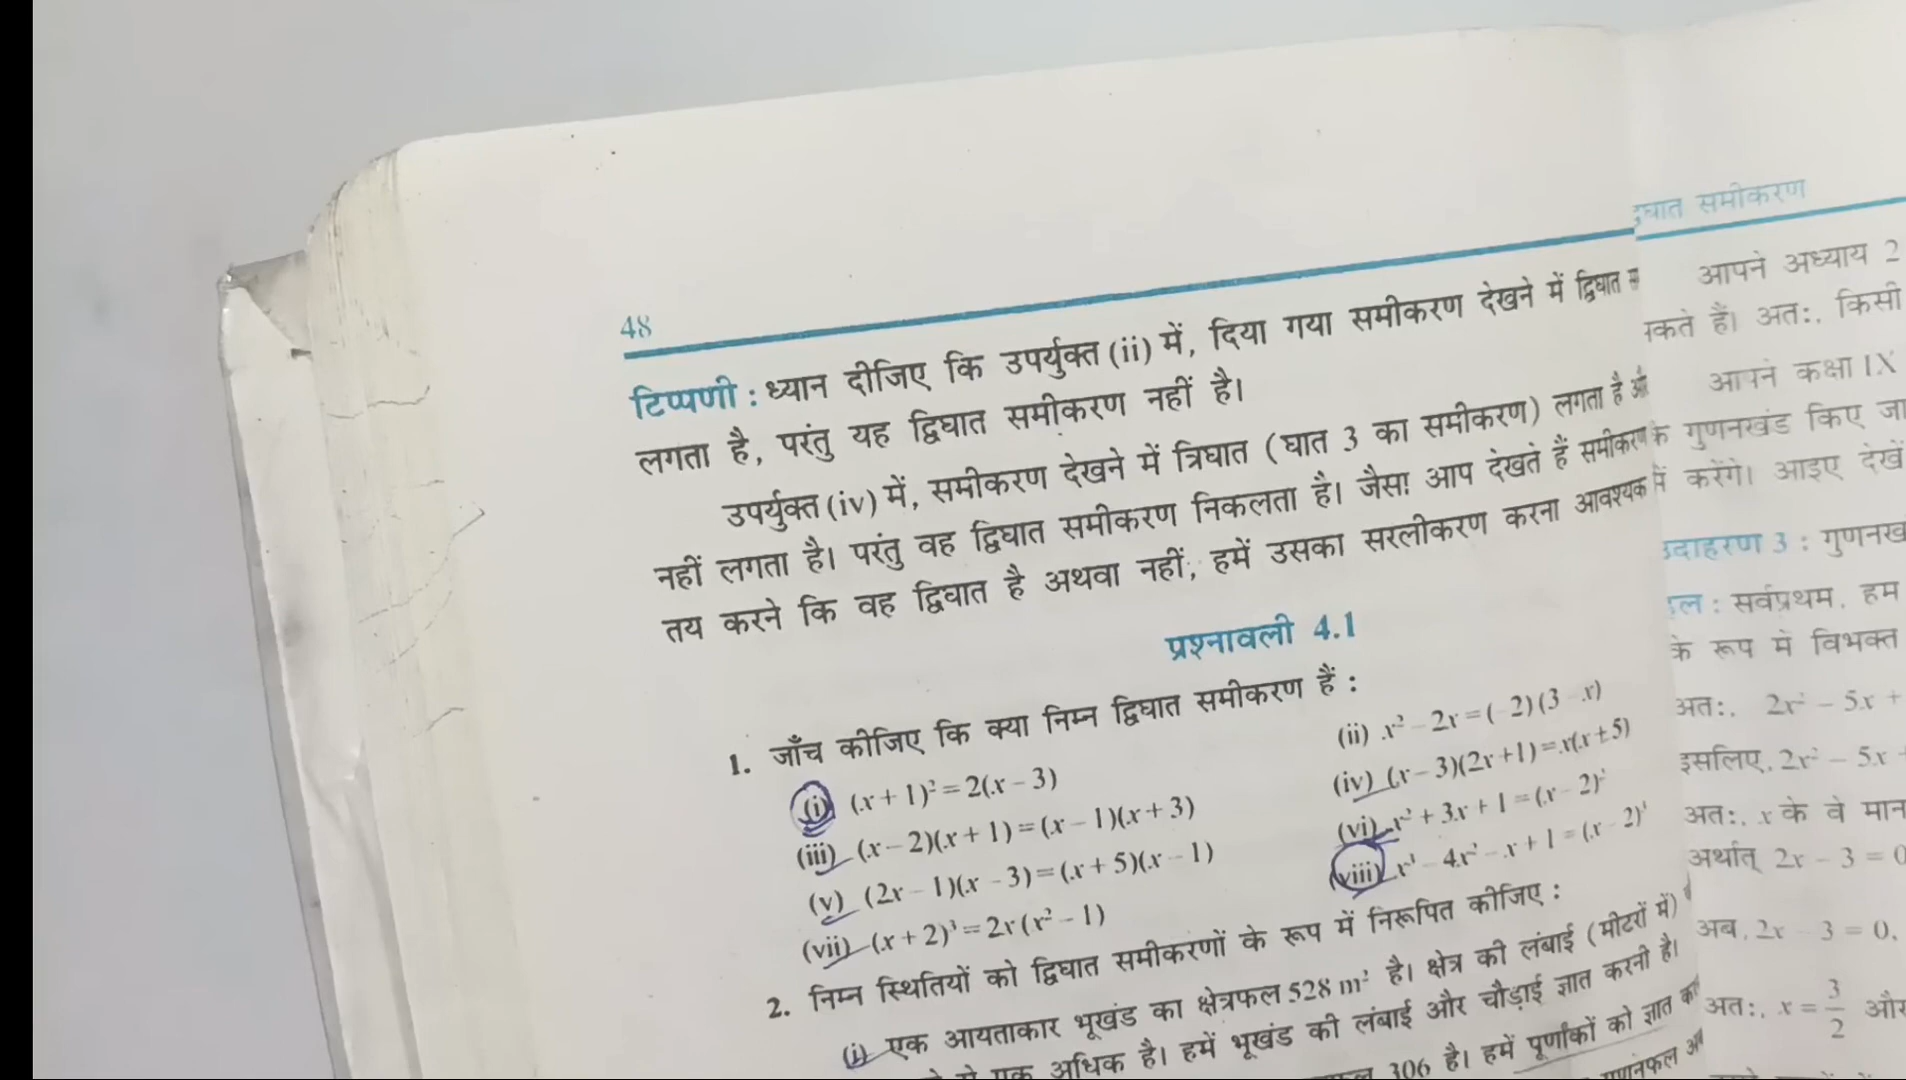 48
टिप्पणी : ध्यान दीजिए कि उपर्युक्त (ii) में, दिया गया समीकरण देखने में द्विघात
लगता है, परंतु यह द्विघात समीकरण नहीं है।
उपर्युक्त (iv) में, समीकरण देखने में त्रिघात (घात 3 का समीकरण) लगता है
नहीं लगता है। परंतु वह द्विघात समीकरण निकलता है। जैसा आप देखते हैं समीकरण
तय करने कि वह द्विघात है अथवा नहीं, हमें उसका सरलीकरण करना आवश्यक
प्रश्नावली 4.1
1. जाँच कीजिए कि क्या निम्न द्विघात समीकरण हैं :
(i) (x + 1)² = 2(x – 3)
(ii) x² – 2x = (–2)(3 – x)
(iii) (x – 2)(x + 1) = (x – 1)(x + 3)
(iv) (x – 3)(2x + 1) = x(x + 5)
(v) (2x – 1)(x – 3) = (x + 5)(x – 1)
(vi) x² + 3x + 1 = (x – 2)²
(vii) (x + 2)³ = 2x(x² – 1)
(viii) x³ – 4x² – x + 1 = (x – 2)³
2. निम्न स्थितियों को द्विघात समीकरणों के रूप में निरूपित कीजिए :
(i) एक आयताकार भूखंड का क्षेत्रफल 528 m² है। क्षेत्र की लंबाई (मीटरों में)
एक अधिक है। हमें भूखंड की लंबाई और चौड़ाई ज्ञात करनी है।
306 है। हमें पूर्णांकों को ज्ञात
समीकरण
आपने अध्याय 2
हैं। अतः, किसी
आपने कक्षा IX
गुणनखंड किए जा
करेंगे। आइए देखें
उदाहरण 3 :
सर्वप्रथम, हम
के रूप में विभक्त
अतः, 2x² – 5x +
इसलिए, 2x² – 5x
अतः, x के वे मान
अर्थात् 2x – 3 = 0
अब, 2x – 3 = 0,
अतः, x = 3/2 और